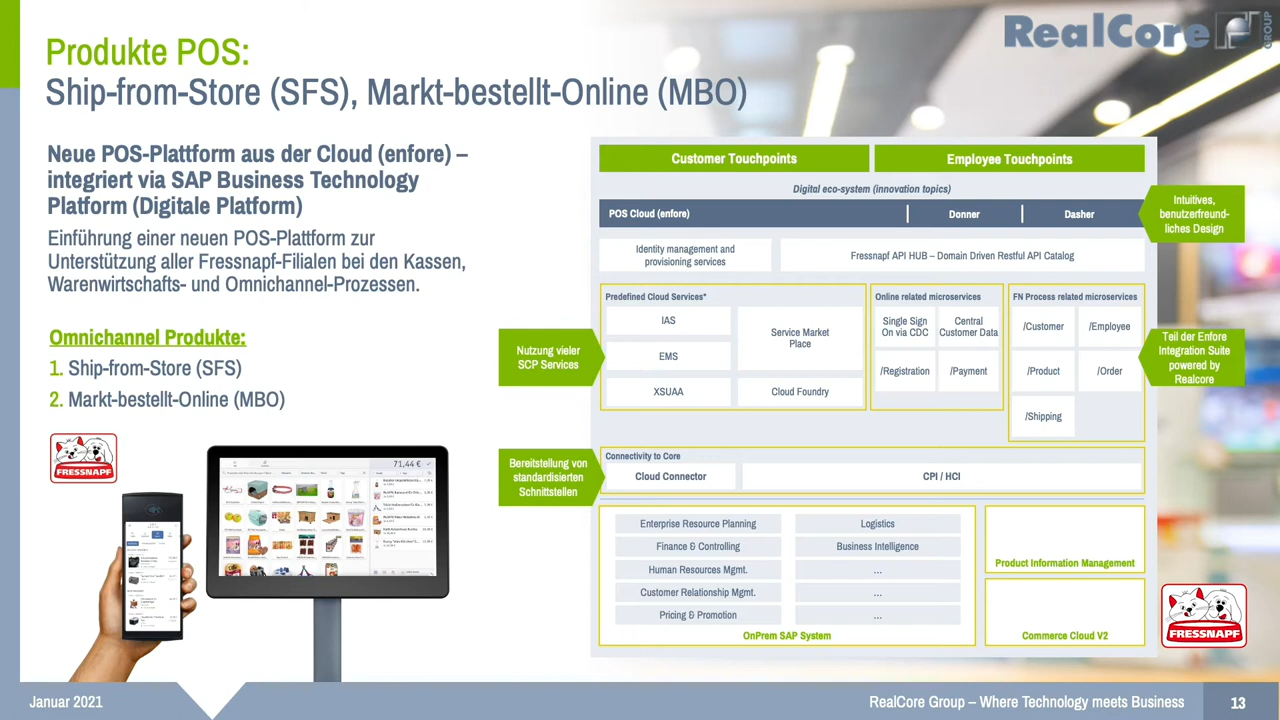 RealCore GROUP
Produkte POS:
Ship-from-Store (SFS), Markt-bestellt-Online (MBO)
Neue POS-Plattform aus der Cloud (enfore) –
integriert via SAP Business Technology
Platform (Digitale Platform)
Einführung einer neuen POS-Plattform zur
Unterstützung aller Fressnapf-Filialen bei den Kassen,
Warenwirtschafts- und Omnichannel-Prozessen.
Omnichannel Produkte:
1. Ship-from-Store (SFS)
2. Markt-bestellt-Online (MBO)
FRESSNAPF
71,44 €
Customer Touchpoints
Employee Touchpoints
Digital eco-system (innovation topics)
POS Cloud (enfore)
Donner
Dasher
Intuitives,
benutzerfreund-
liches Design
Identity management and
provisioning services
Fressnapf API HUB – Domain Driven Restful API Catalog
Predefined Cloud Services*
IAS
EMS
XSUAA
Service Market
Place
Cloud Foundry
Online related microservices
Single Sign
On via CDC
Central
Customer Data
/Registration
/Payment
FN Process related microservices
/Customer
/Employee
/Product
/Order
/Shipping
Nutzung vieler
SCP Services
Teil der Enfore
Integration Suite
powered by
Realcore
Bereitstellung von
standardisierten
Schnittstellen
Connectivity to Core
Cloud Connector
CPI / HCI
Enterprise Resource Planning
Logistics
Finance & Controlling
Business Intelligence
Human Resources Mgmt.
...
Customer Relationship Mgmt.
...
Pricing & Promotion
...
OnPrem SAP System
Product Information Management
Commerce Cloud V2
FRESSNAPF
Januar 2021
RealCore Group – Where Technology meets Business
13